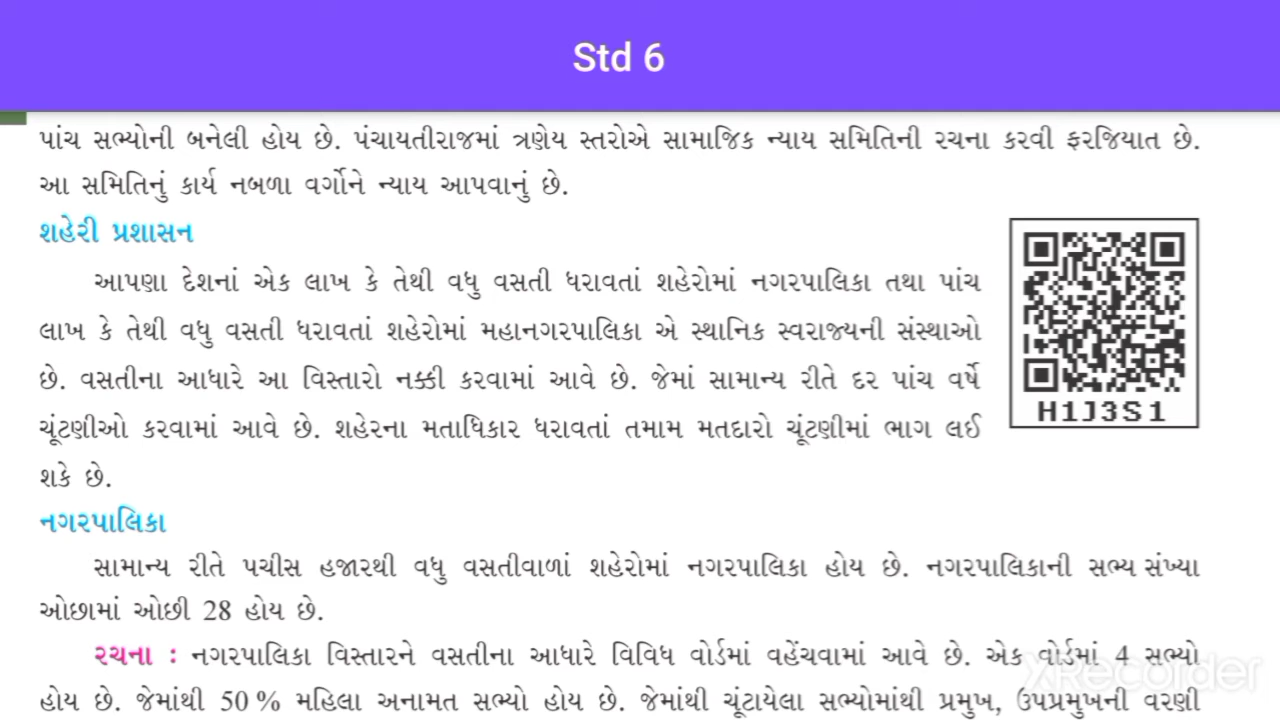 Std 6
પાંચ સભ્યોની બનેલી હોય છે. પંચાયતીરાજમાં ત્રણેય સ્તરોએ સામાજિક ન્યાય સમિતિની રચના કરવી ફરજિયાત છે.
આ સમિતિનું કાર્ય નબળા વર્ગોને ન્યાય આપવાનું છે.
શહેરી પ્રશાસન
આપણા દેશનાં એક લાખ કે તેથી વધુ વસતી ધરાવતાં શહેરોમાં નગરપાલિકા તથા પાંચ
લાખ કે તેથી વધુ વસતી ધરાવતાં શહેરોમાં મહાનગરપાલિકા એ સ્થાનિક સ્વરાજ્યની સંસ્થાઓ
છે. વસતીના આધારે આ વિસ્તારો નક્કી કરવામાં આવે છે. જેમાં સામાન્ય રીતે દર પાંચ વર્ષે
ચૂંટણીઓ કરવામાં આવે છે. શહેરના મતાધિકાર ધરાવતાં તમામ મતદારો ચૂંટણીમાં ભાગ લઈ
શકે છે.
H1J3S1
નગરપાલિકા
સામાન્ય રીતે પચીસ હજારથી વધુ વસતીવાળાં શહેરોમાં નગરપાલિકા હોય છે. નગરપાલિકાની સભ્ય સંખ્યા
ઓછામાં ઓછી 28 હોય છે.
રચના : નગરપાલિકા વિસ્તારને વસતીના આધારે વિવિધ વોર્ડમાં વહેંચવામાં આવે છે. એક વોર્ડમાં 4 સભ્યો
હોય છે. જેમાંથી 50 % મહિલા અનામત સભ્યો હોય છે. જેમાંથી ચૂંટાયેલા સભ્યોમાંથી પ્રમુખ, ઉપપ્રમુખની વરણી
XRecorder